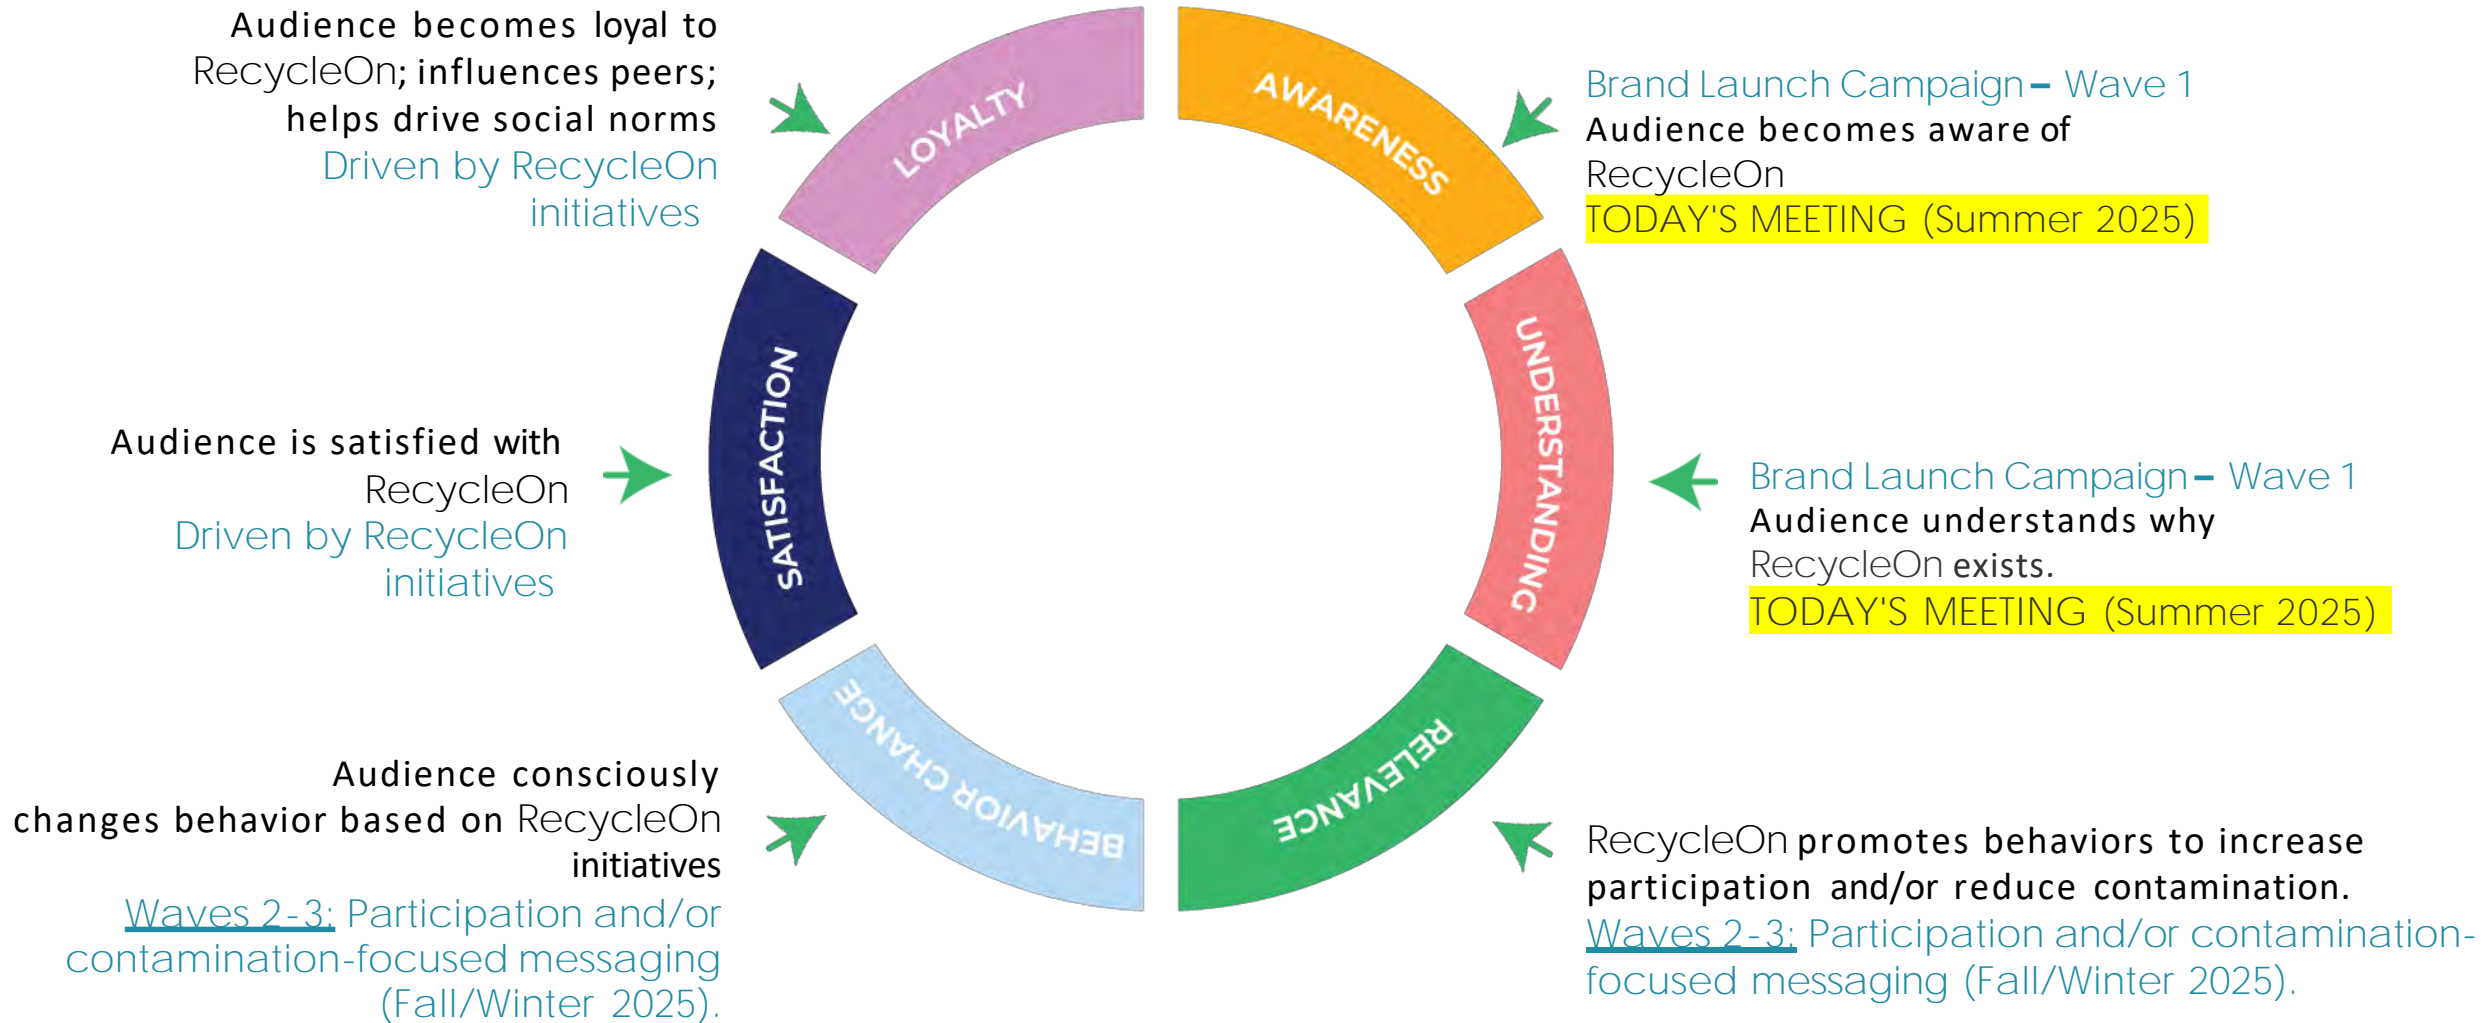 Audience becomes loyal to
RecycleOn; influences peers;
helps drive social norms
Driven by RecycleOn
initiatives
LOYALTY
AWARENESS
Brand Launch Campaign – Wave 1
Audience becomes aware of
RecycleOn
TODAY'S MEETING (Summer 2025)
UNDERSTANDING
Brand Launch Campaign – Wave 1
Audience understands why
RecycleOn exists.
TODAY'S MEETING (Summer 2025)
SATISFACTION
Audience is satisfied with
RecycleOn
Driven by RecycleOn
initiatives
BEHAVIOR CHANGE
RELEVANCE
Audience consciously
changes behavior based on RecycleOn
initiatives
Waves 2-3: Participation and/or
contamination-focused messaging
(Fall/Winter 2025).
RecycleOn promotes behaviors to increase
participation and/or reduce contamination.
Waves 2-3: Participation and/or contamination-
focused messaging (Fall/Winter 2025).